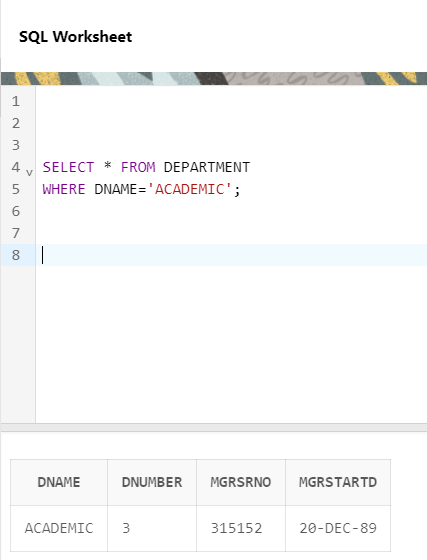 SQL Worksheet
1
2
3
4 v SELECT * FROM DEPARTMENT
5 WHERE DNAME='ACADEMIC';
6
7
8
DNAME DNUMBER MGRSRNO MGRSTARTD
ACADEMIC 3 315152 20-DEC-89